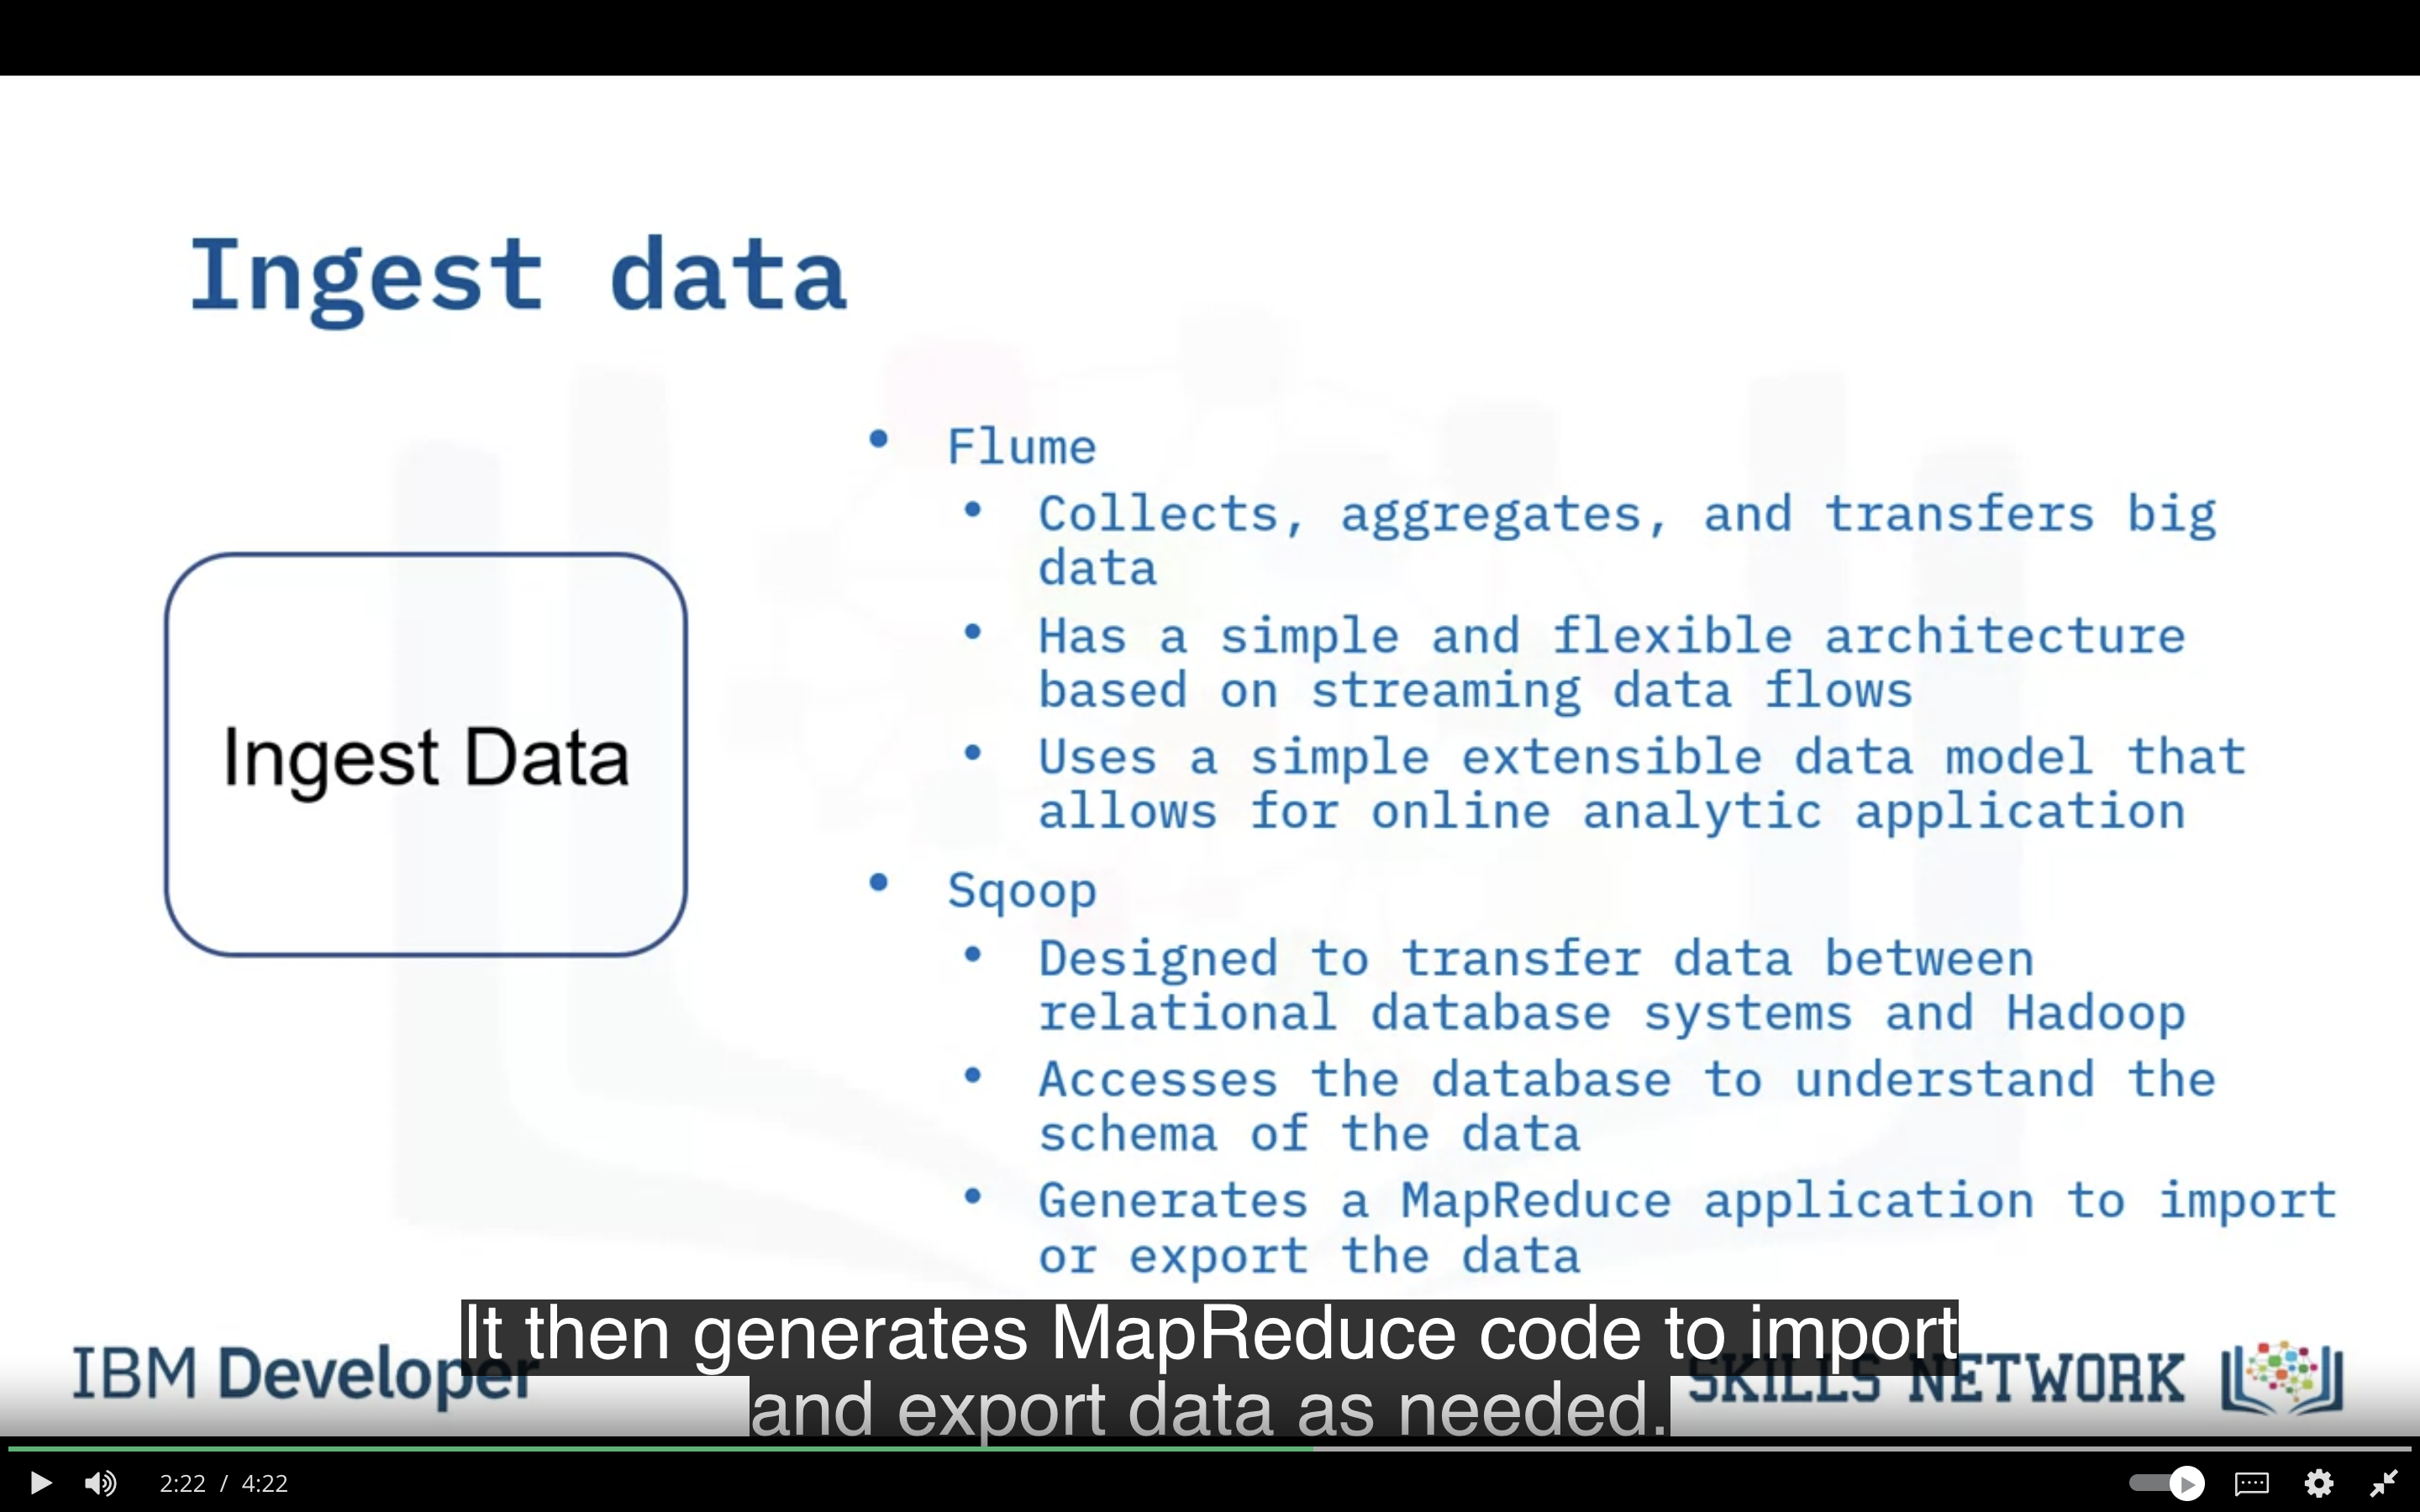 Ingest data
Ingest Data
• Flume
• Collects, aggregates, and transfers big
data
• Has a simple and flexible architecture
based on streaming data flows
• Uses a simple extensible data model that
allows for online analytic application
• Sqoop
• Designed to transfer data between
relational database systems and Hadoop
• Accesses the database to understand the
schema of the data
• Generates a MapReduce application to import
or export the data
It then generates MapReduce code to import
and export data as needed.
IBM Developer
SKILLS NETWORK
2:22 / 4:22